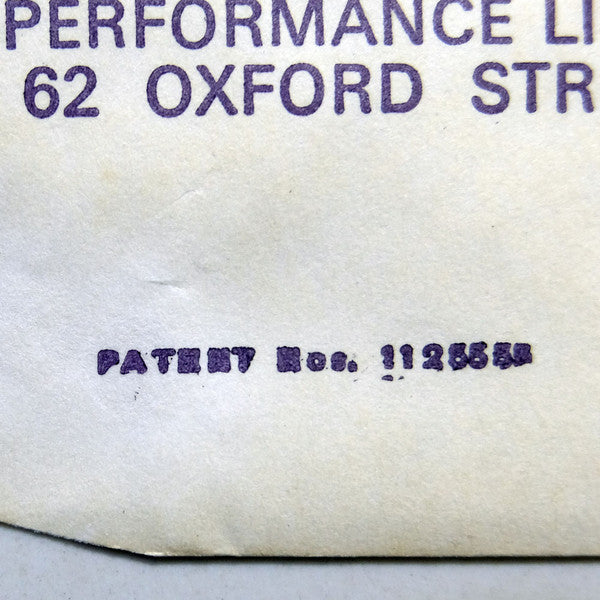 PERFORMANCE LI
62 OXFORD STR
PATENT Nos.